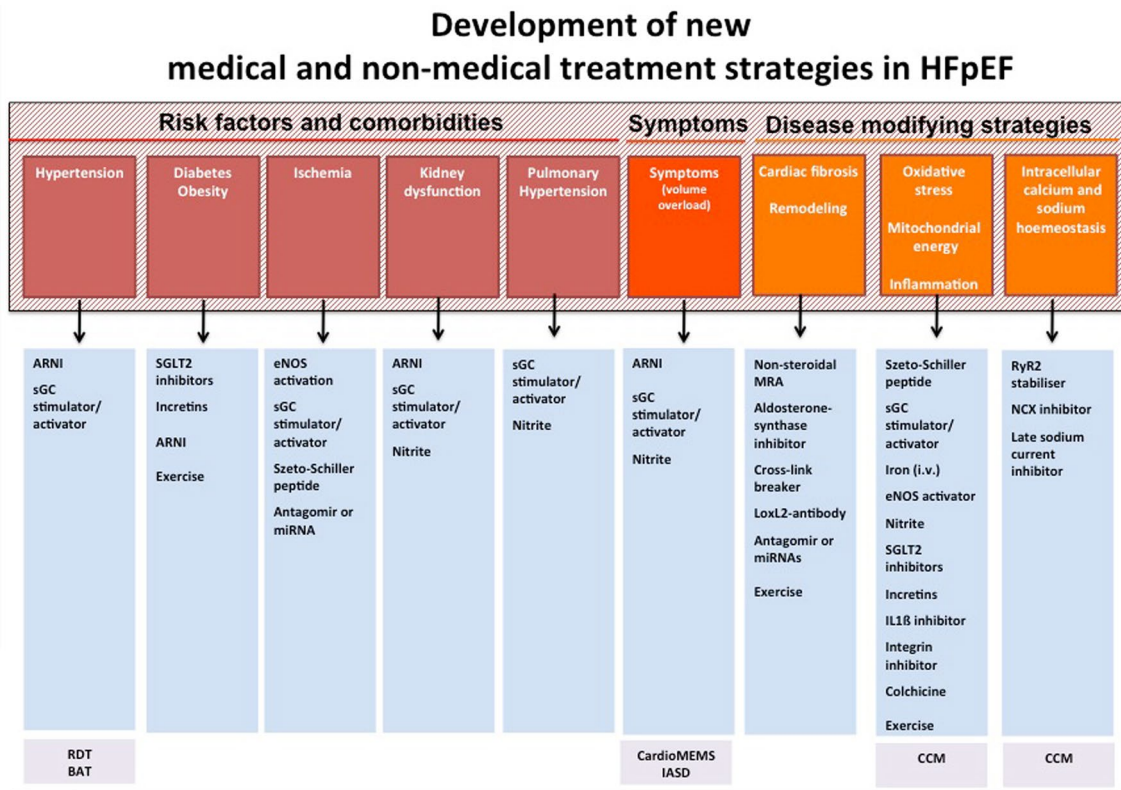 Development of new
medical and non-medical treatment strategies in HFpEF
Risk factors and comorbidities
Symptoms
Disease modifying strategies
Hypertension
Diabetes
Obesity
Ischemia
Kidney
dysfunction
Pulmonary
Hypertension
Symptoms
(volume
overload)
Cardiac fibrosis
Remodeling
Oxidative
stress
Mitochondrial
energy
Inflammation
Intracellular
calcium and
sodium
hoemeostasis
ARNI
sGC
stimulator/
activator
SGLT2
inhibitors
Incretins
ARNI
Exercise
eNOS
activation
sGC
stimulator/
activator
Szeto-Schiller
peptide
Antagomir or
miRNA
ARNI
sGC
stimulator/
activator
Nitrite
sGC
stimulator/
activator
Nitrite
ARNI
sGC
stimulator/
activator
Nitrite
Non-steroidal
MRA
Aldosterone-
synthase
inhibitor
Cross-link
breaker
LoxL2-antibody
Antagomir or
miRNAs
Exercise
Szeto-Schiller
peptide
sGC
stimulator/
activator
Iron (i.v.)
eNOS activator
Nitrite
SGLT2
inhibitors
Incretins
IL1ß inhibitor
Integrin
inhibitor
Colchicine
Exercise
RyR2
stabiliser
NCX inhibitor
Late sodium
current
inhibitor
RDT
BAT
CardioMEMS
IASD
CCM
CCM